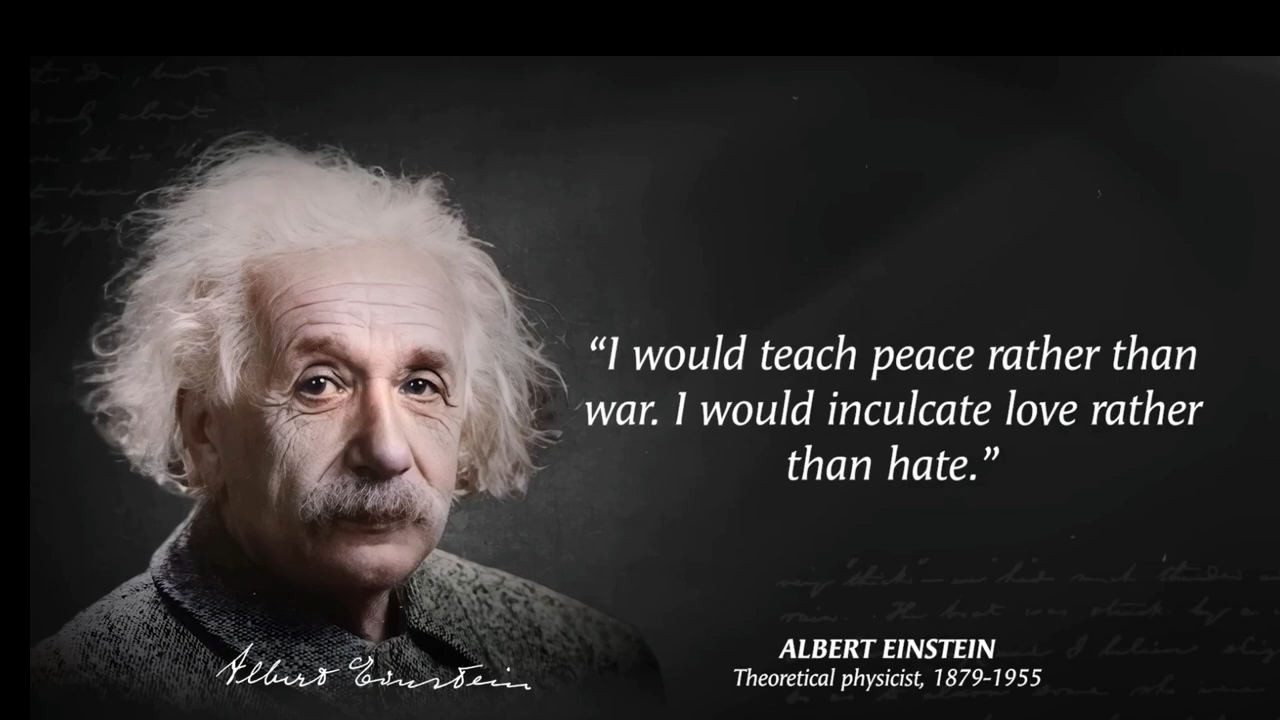 “I would teach peace rather than
war. I would inculcate love rather
than hate.”
Albert Einstein
ALBERT EINSTEIN
Theoretical physicist, 1879-1955